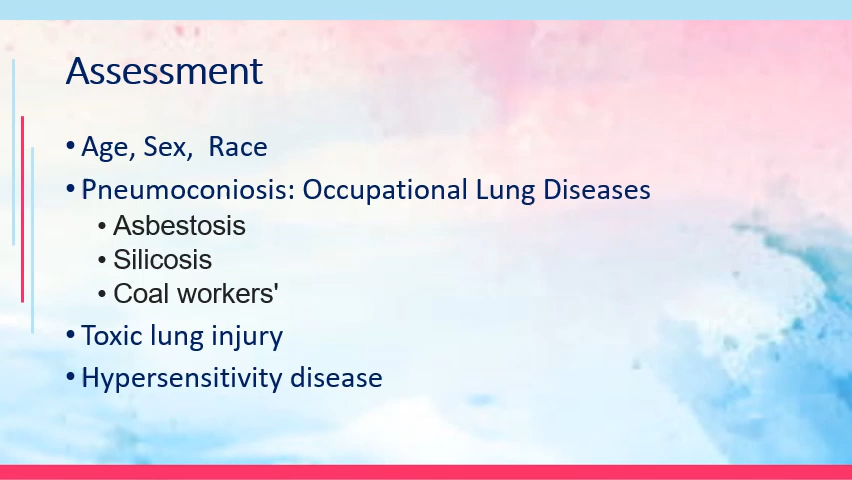 Assessment
• Age, Sex,  Race
• Pneumoconiosis: Occupational Lung Diseases
• Asbestosis
• Silicosis
• Coal workers'
• Toxic lung injury
• Hypersensitivity disease